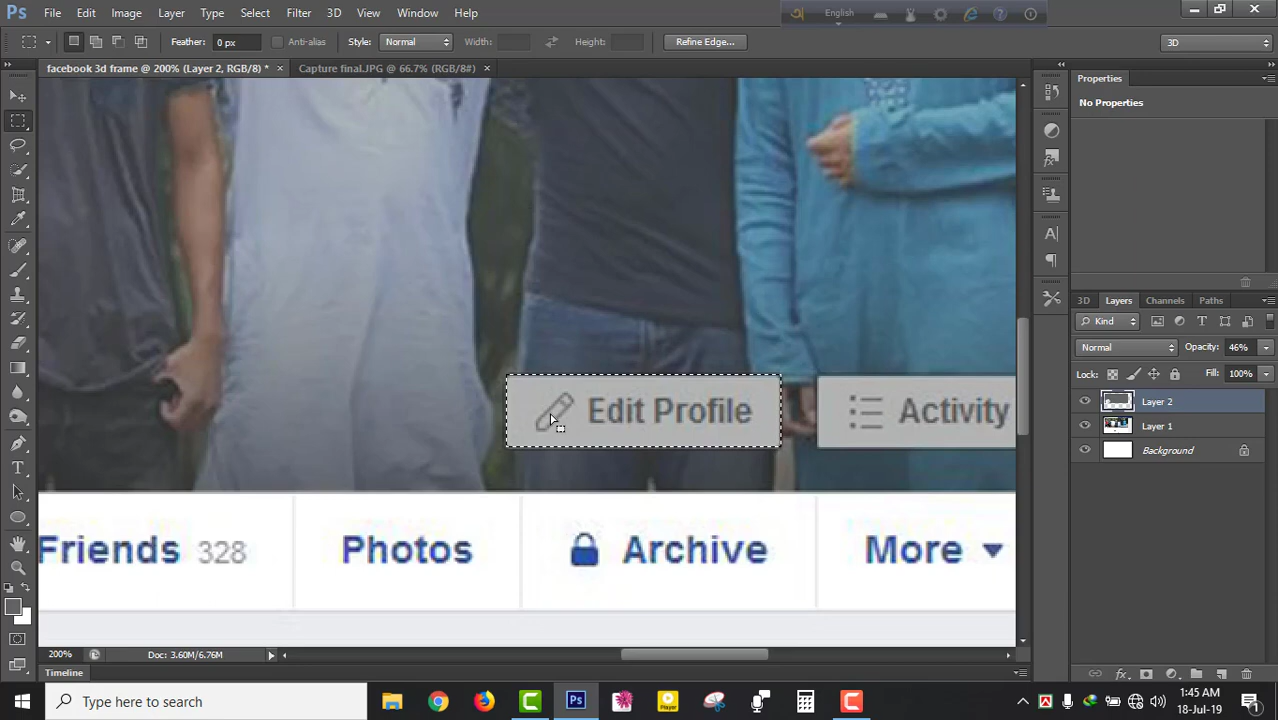 Ps File Edit Image Layer Type Select Filter 3D View Window Help
English
Feather: 0 px Anti-alias Style: Normal Width: Height: Refine Edge... 3D
facebook 3d frame @ 200% (Layer 2, RGB/8) * × Capture final.JPG @ 66.7% (RGB/8#) ×
Properties
No Properties
3D Layers Channels Paths
Kind
Normal Opacity: 46%
Lock: Fill: 100%
Layer 2
Layer 1
Background
Edit Profile
Activity
Friends 328
Photos
Archive
More
200% Doc: 3.60M/6.76M
Timeline
Type here to search
Ps
Player
1:45 AM
18-Jul-19
1